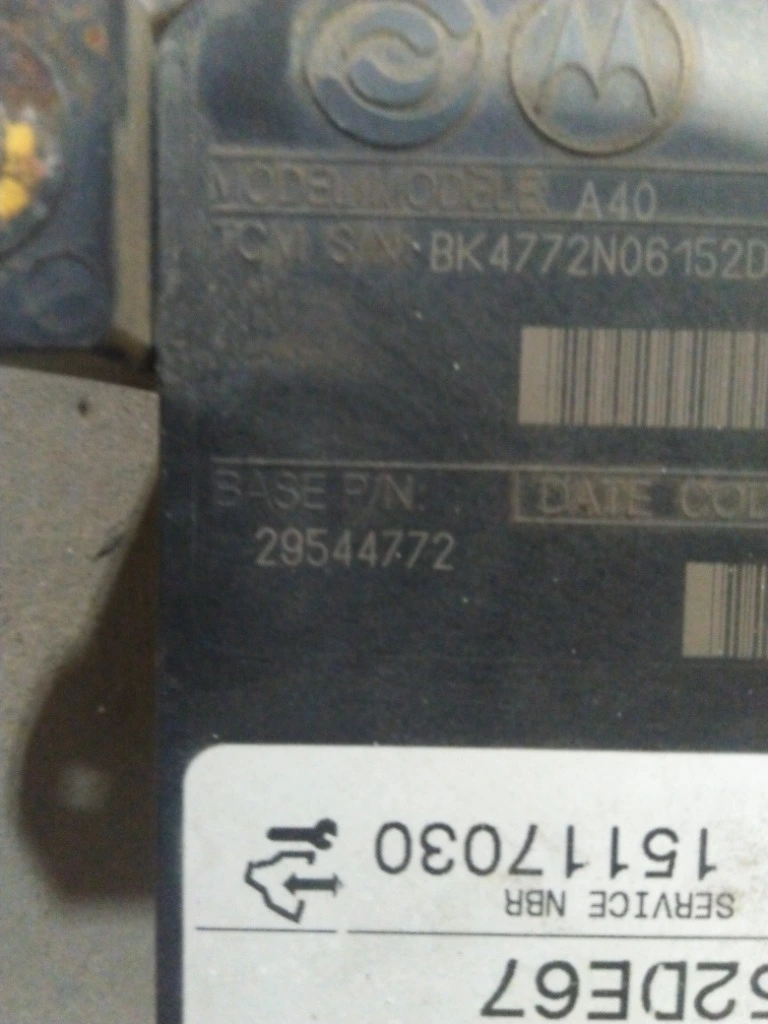 MODEL/MODELE A40
TCM S/N: BK4772N06152D
BASE P/N: DATE COD
29544772
15117030
SERVICE NBR
52DE67